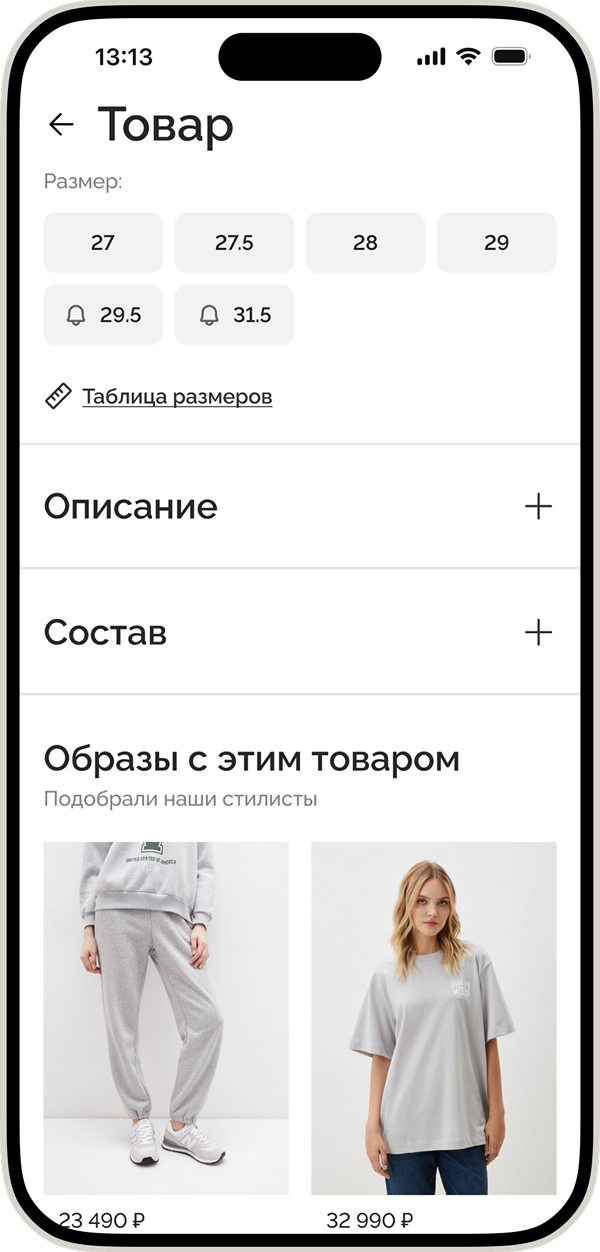 13:13
Товар
Размер:
27 27.5 28 29
29.5 31.5
Таблица размеров
Описание
Состав
Образы с этим товаром
Подобрали наши стилисты
UNITED STATES OF AMERICA
23 490 ₽ 32 990 ₽